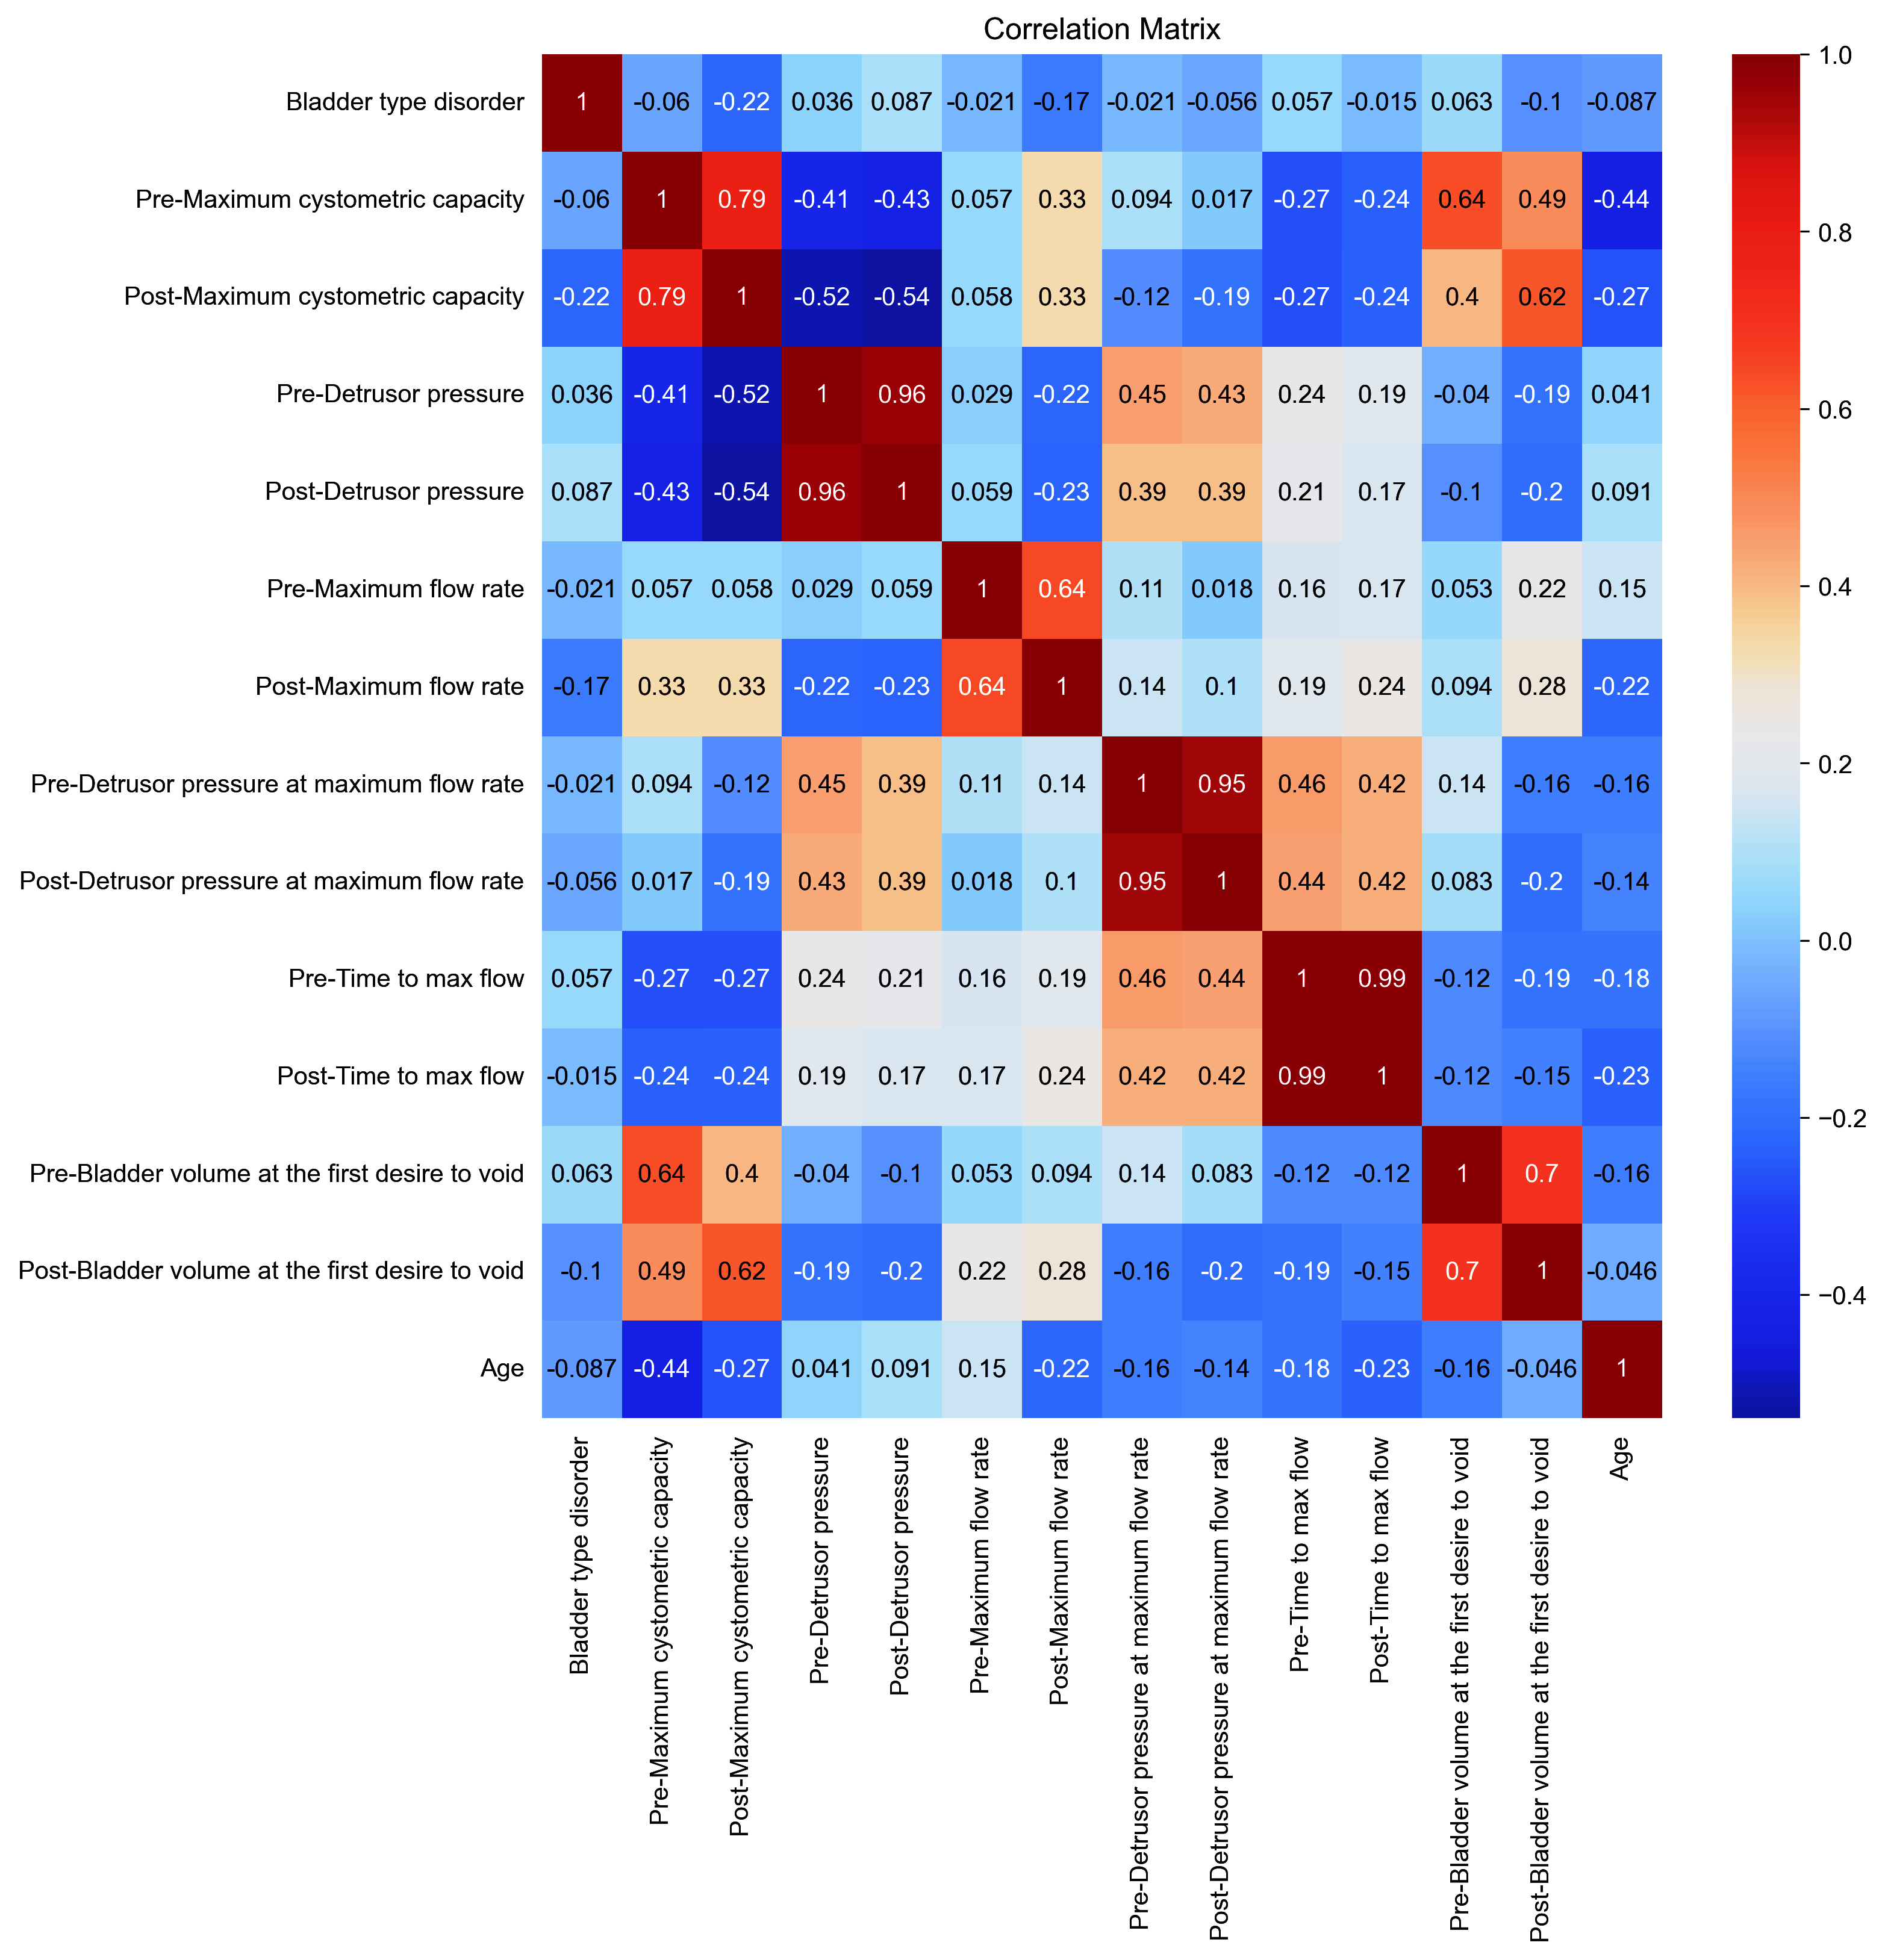 Correlation Matrix
Bladder type disorder 1 -0.06 -0.22 0.036 0.087 -0.021 -0.17 -0.021 -0.056 0.057 -0.015 0.063 -0.1 -0.087
Pre-Maximum cystometric capacity -0.06 1 0.79 -0.41 -0.43 0.057 0.33 0.094 0.017 -0.27 -0.24 0.64 0.49 -0.44
Post-Maximum cystometric capacity -0.22 0.79 1 -0.52 -0.54 0.058 0.33 -0.12 -0.19 -0.27 -0.24 0.4 0.62 -0.27
Pre-Detrusor pressure 0.036 -0.41 -0.52 1 0.96 0.029 -0.22 0.45 0.43 0.24 0.19 -0.04 -0.19 0.041
Post-Detrusor pressure 0.087 -0.43 -0.54 0.96 1 0.059 -0.23 0.39 0.39 0.21 0.17 -0.1 -0.2 0.091
Pre-Maximum flow rate -0.021 0.057 0.058 0.029 0.059 1 0.64 0.11 0.018 0.16 0.17 0.053 0.22 0.15
Post-Maximum flow rate -0.17 0.33 0.33 -0.22 -0.23 0.64 1 0.14 0.1 0.19 0.24 0.094 0.28 -0.22
Pre-Detrusor pressure at maximum flow rate -0.021 0.094 -0.12 0.45 0.39 0.11 0.14 1 0.95 0.46 0.42 0.14 -0.16 -0.16
Post-Detrusor pressure at maximum flow rate -0.056 0.017 -0.19 0.43 0.39 0.018 0.1 0.95 1 0.44 0.42 0.083 -0.2 -0.14
Pre-Time to max flow 0.057 -0.27 -0.27 0.24 0.21 0.16 0.19 0.46 0.44 1 0.99 -0.12 -0.19 -0.18
Post-Time to max flow -0.015 -0.24 -0.24 0.19 0.17 0.17 0.24 0.42 0.42 0.99 1 -0.12 -0.15 -0.23
Pre-Bladder volume at the first desire to void 0.063 0.64 0.4 -0.04 -0.1 0.053 0.094 0.14 0.083 -0.12 -0.12 1 0.7 -0.16
Post-Bladder volume at the first desire to void -0.1 0.49 0.62 -0.19 -0.2 0.22 0.28 -0.16 -0.2 -0.19 -0.15 0.7 1 -0.046
Age -0.087 -0.44 -0.27 0.041 0.091 0.15 -0.22 -0.16 -0.14 -0.18 -0.23 -0.16 -0.046 1
Bladder type disorder
Pre-Maximum cystometric capacity
Post-Maximum cystometric capacity
Pre-Detrusor pressure
Post-Detrusor pressure
Pre-Maximum flow rate
Post-Maximum flow rate
Pre-Detrusor pressure at maximum flow rate
Post-Detrusor pressure at maximum flow rate
Pre-Time to max flow
Post-Time to max flow
Pre-Bladder volume at the first desire to void
Post-Bladder volume at the first desire to void
Age
1.0
0.8
0.6
0.4
0.2
0.0
−0.2
−0.4